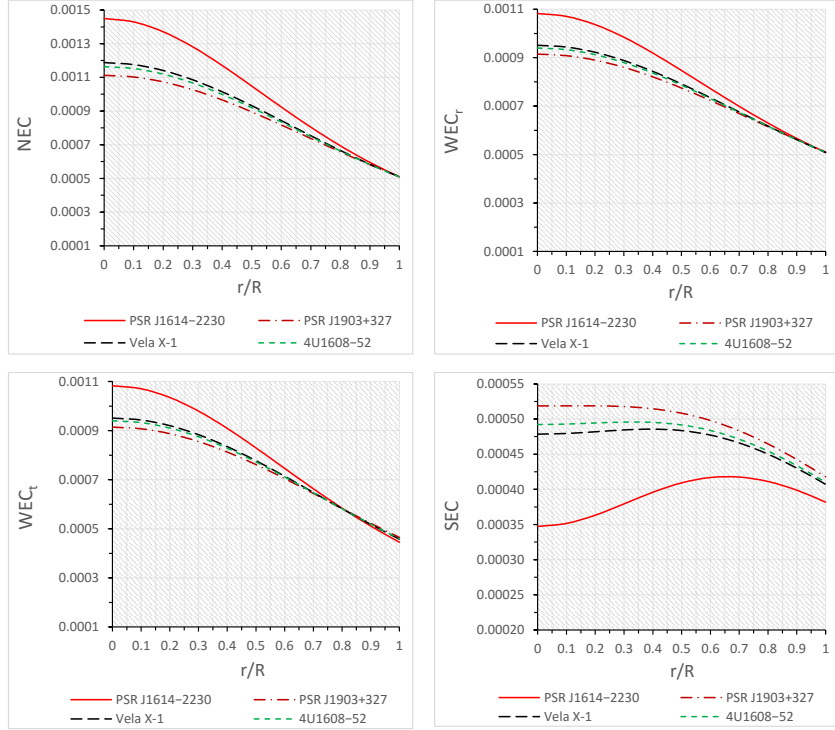 0.0015
0.0013
0.0011
0.0009
0.0007
0.0005
0.0003
0.0001
NEC
0 0.1 0.2 0.3 0.4 0.5 0.6 0.7 0.8 0.9 1
r/R
PSR J1614−2230 PSR J1903+327
Vela X-1 4U1608−52
0.0011
0.0009
0.0007
0.0005
0.0003
0.0001
WECr
0 0.1 0.2 0.3 0.4 0.5 0.6 0.7 0.8 0.9 1
r/R
PSR J1614−2230 PSR J1903+327
Vela X-1 4U1608−52
0.0011
0.0009
0.0007
0.0005
0.0003
0.0001
WECt
0 0.1 0.2 0.3 0.4 0.5 0.6 0.7 0.8 0.9 1
r/R
PSR J1614−2230 PSR J1903+327
Vela X-1 4U1608−52
0.00055
0.00050
0.00045
0.00040
0.00035
0.00030
0.00025
0.00020
SEC
0 0.1 0.2 0.3 0.4 0.5 0.6 0.7 0.8 0.9 1
r/R
PSR J1614−2230 PSR J1903+327
Vela X-1 4U1608−52